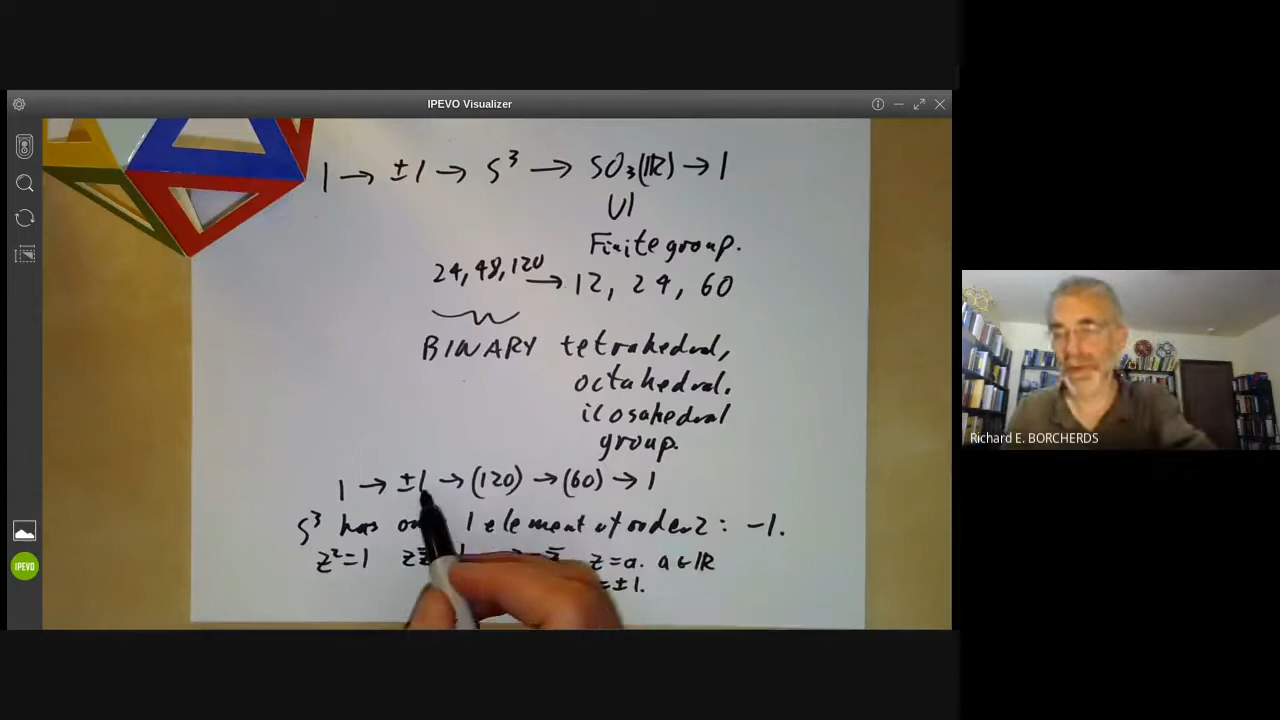 IPEVO Visualizer
1 → ±1 → S³ → SO₃(ℝ) → 1
UI
Finite group.
24, 48, 120 → 12, 24, 60
BINARY tetrahedral,
octahedral,
icosahedral
group.
1 → ±1 → (120) → (60) → 1
S³ has 1 element of order 2 : -1.
z²=1 z=a. a∈ℝ
=±1.
Richard E. BORCHERDS
IPEVO